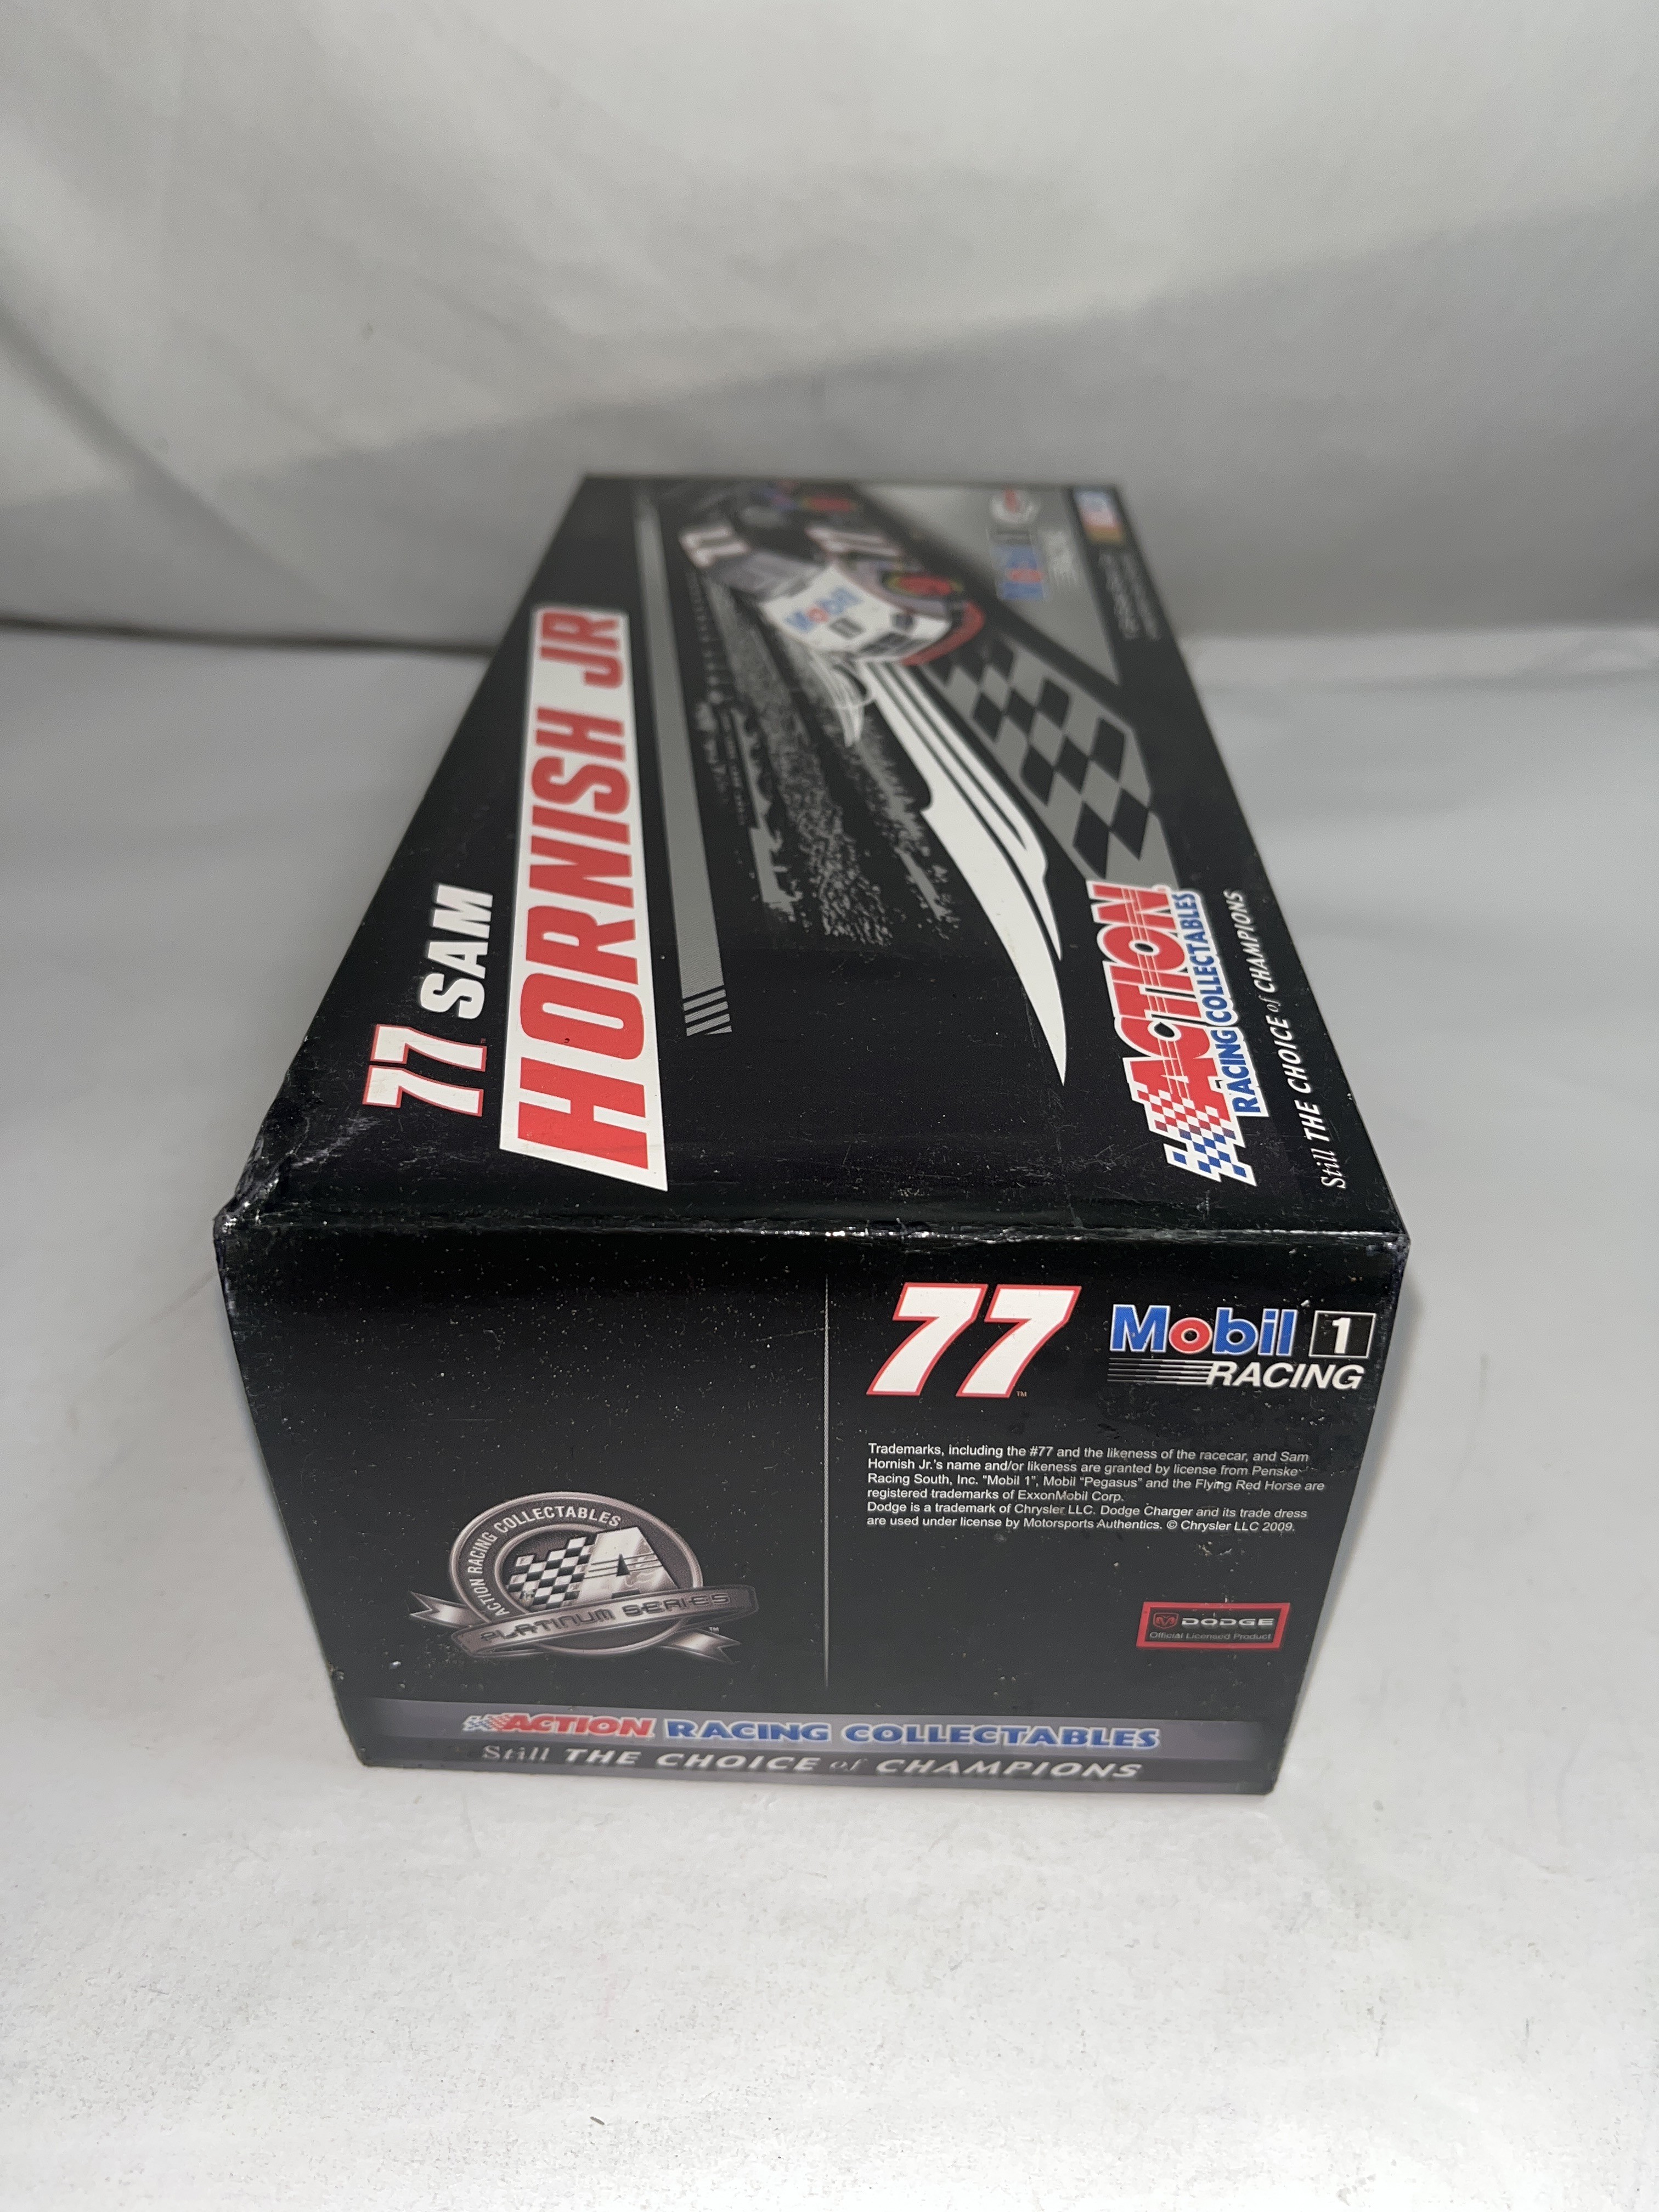 77 SAM
HORNISH JR
Mobil 1
ACTION
RACING COLLECTABLES
Still THE CHOICE of CHAMPIONS
77™
Mobil 1
RACING
Trademarks, including the #77 and the likeness of the racecar, and Sam
Hornish Jr.'s name and/or likeness are granted by license from Penske
Racing South, Inc. "Mobil 1", Mobil "Pegasus" and the Flying Red Horse are
registered trademarks of ExxonMobil Corp.
Dodge is a trademark of Chrysler LLC. Dodge Charger and its trade dress
are used under license by Motorsports Authentics. © Chrysler LLC 2009.
ACTION RACING COLLECTABLES
PLATINUM SERIES™
DODGE
Official Licensed Product
ACTION RACING COLLECTABLES
Still THE CHOICE of CHAMPIONS